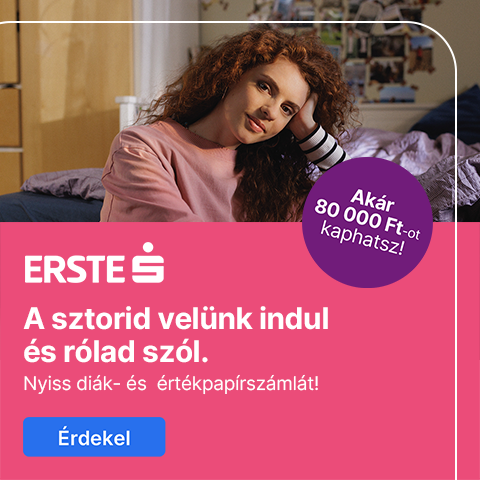 Akár
80 000 Ft-ot
kaphatsz!
ERSTE
A sztorid velünk indul
és rólad szól.
Nyiss diák- és értékpapírszámlát!
Érdekel